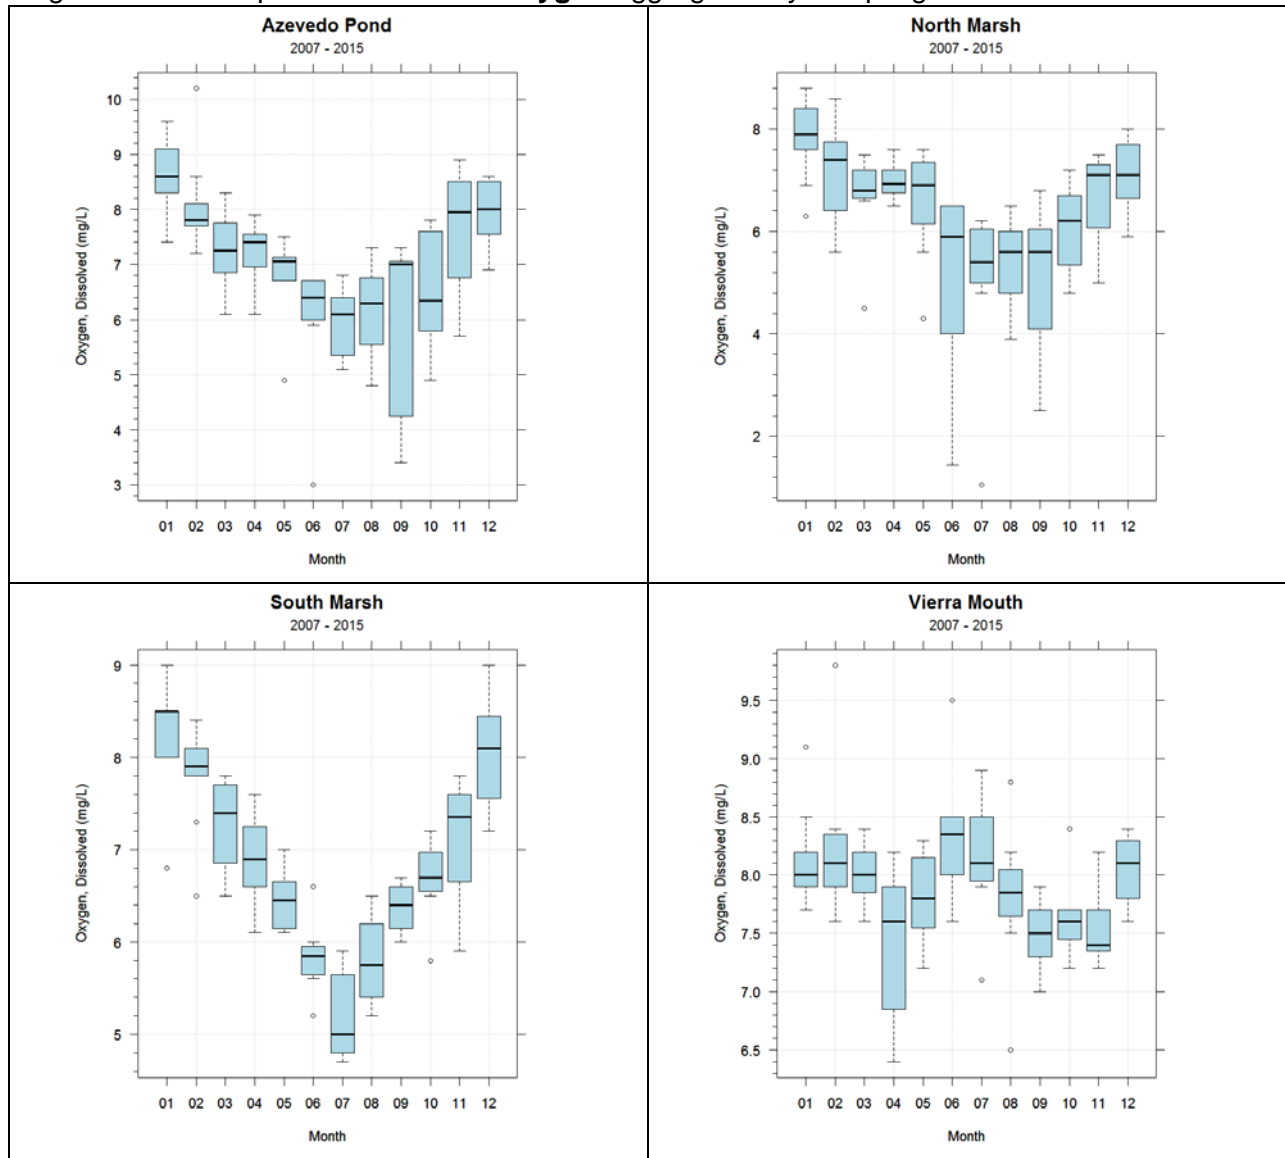 Azevedo Pond
2007 - 2015
Oxygen, Dissolved (mg/L)
10
9
8
7
6
5
4
3
01 02 03 04 05 06 07 08 09 10 11 12
Month
North Marsh
2007 - 2015
Oxygen, Dissolved (mg/L)
8
6
4
2
01 02 03 04 05 06 07 08 09 10 11 12
Month
South Marsh
2007 - 2015
Oxygen, Dissolved (mg/L)
9
8
7
6
5
01 02 03 04 05 06 07 08 09 10 11 12
Month
Vierra Mouth
2007 - 2015
Oxygen, Dissolved (mg/L)
9.5
9.0
8.5
8.0
7.5
7.0
6.5
01 02 03 04 05 06 07 08 09 10 11 12
Month